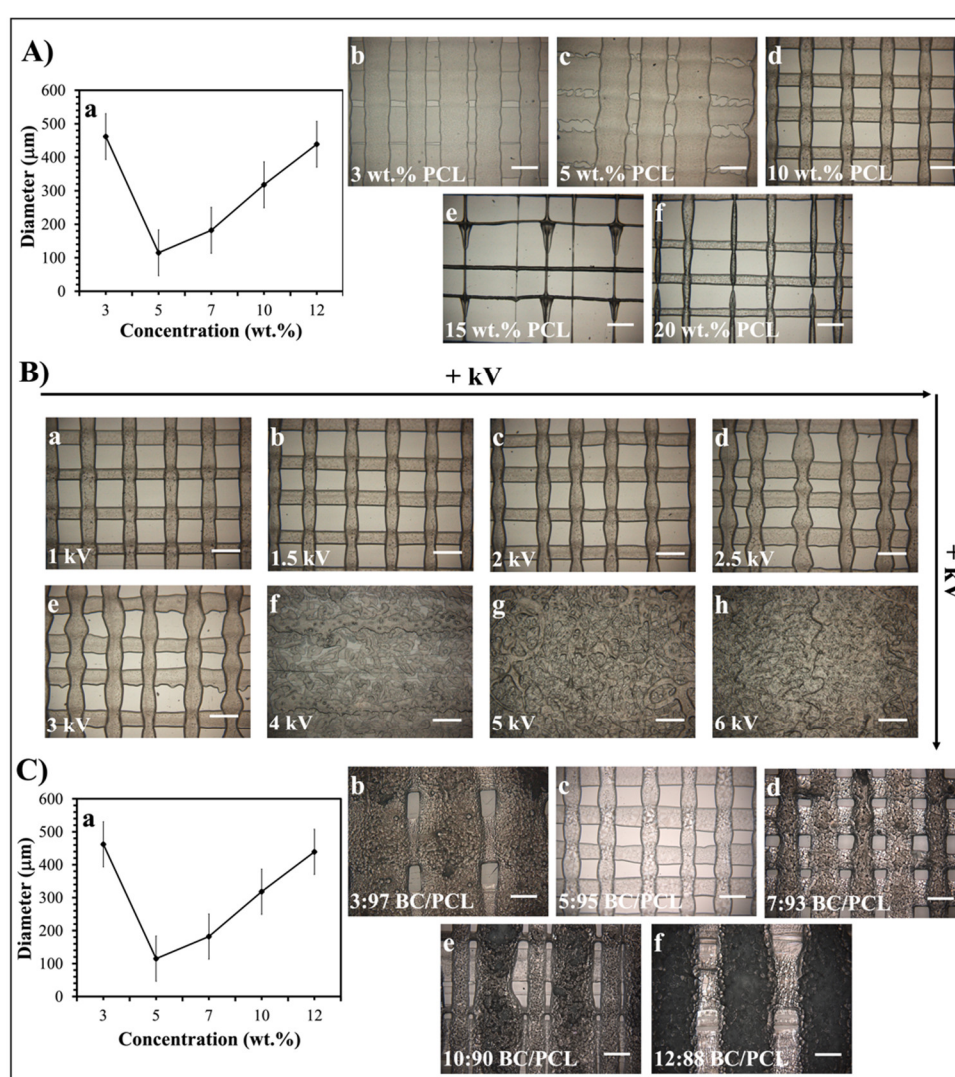 A)
a
600
500
400
300
200
100
0
Diameter (μm)
3 5 7 10 12
Concentration (wt.%)
b
3 wt.% PCL
c
5 wt.% PCL
d
10 wt.% PCL
e
15 wt.% PCL
f
20 wt.% PCL
B)
+ kV
+ kV
a
1 kV
b
1.5 kV
c
2 kV
d
2.5 kV
e
3 kV
f
4 kV
g
5 kV
h
6 kV
C)
a
600
500
400
300
200
100
0
Diameter (μm)
3 5 7 10 12
Concentration (wt.%)
b
3:97 BC/PCL
c
5:95 BC/PCL
d
7:93 BC/PCL
e
10:90 BC/PCL
f
12:88 BC/PCL